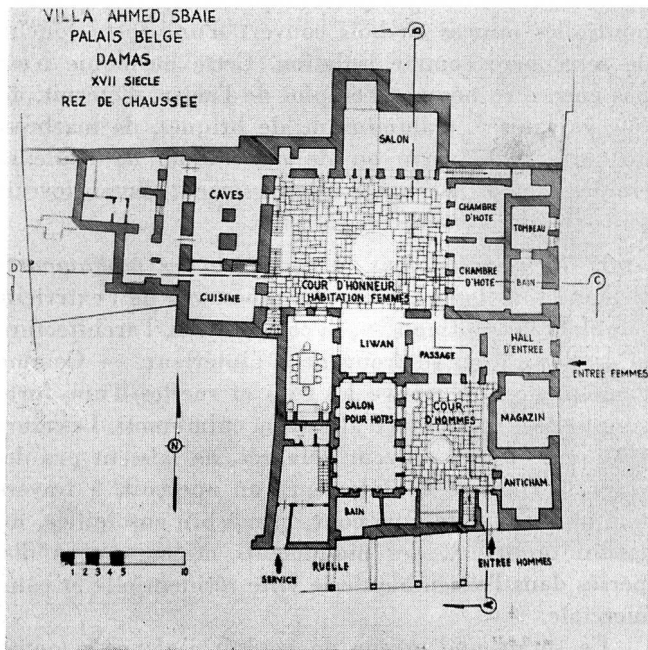 VILLA AHMED SBAIE
PALAIS BELGE
DAMAS
XVII SIECLE
REZ DE CHAUSSEE
B
SALON
CAVES
CHAMBRE
D'HOTE
TOMBEAU
D
CUISINE
COUR D'HONNEUR
HABITATION FEMMES
CHAMBRE
D'HOTE
BAIN
C
LIWAN
PASSAGE
HALL
D'ENTREE
ENTREE FEMMES
N
SALON
POUR HOTES
COUR
D'HOMMES
MAGAZIN
ANTICHAM.
BAIN
1 2 3 4 5 10
SERVICE
RUELLE
ENTREE HOMMES
A